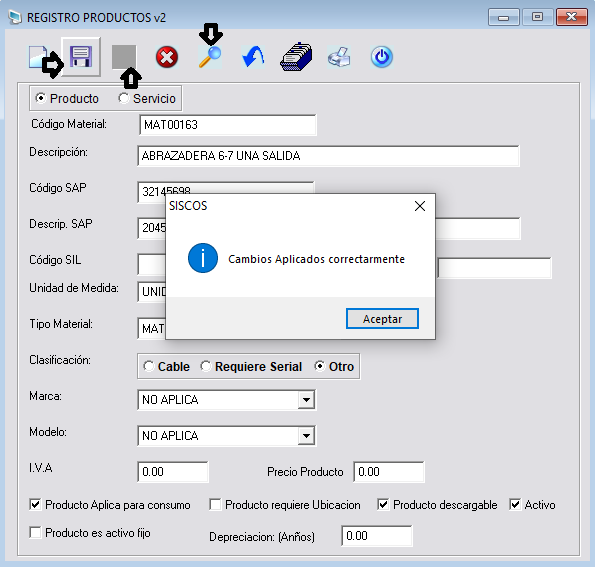 REGISTRO PRODUCTOS v2
Producto Servicio
Código Material: MAT00163
Descripción: ABRAZADERA 6-7 UNA SALIDA
Código SAP 32145698
SISCOS
Descrip. SAP 2045
Cambios Aplicados correctarmente
Código SIL
Unidad de Medida: UNID
Aceptar
Tipo Material: MAT
Clasificación: Cable Requiere Serial Otro
Marca: NO APLICA
Modelo: NO APLICA
I.V.A 0.00 Precio Producto 0.00
Producto Aplica para consumo Producto requiere Ubicacion Producto descargable Activo
Producto es activo fijo Depreciacion: (Anños) 0.00